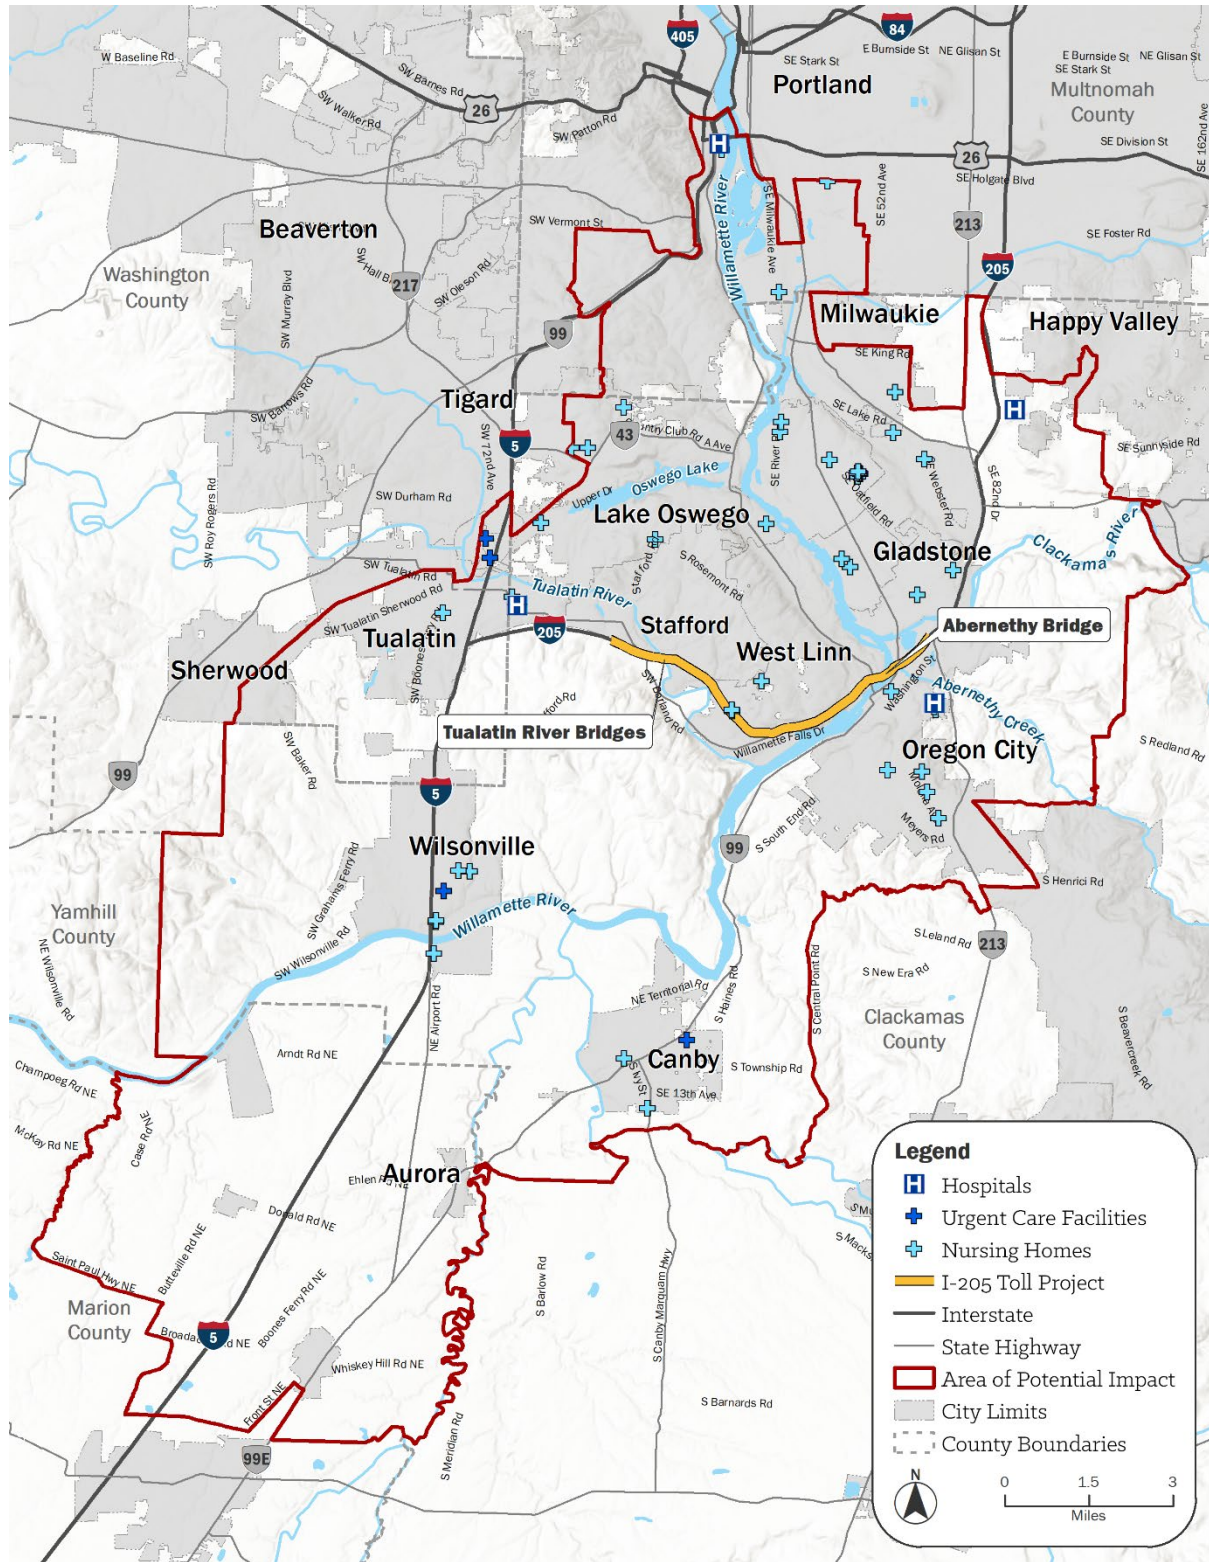 405
84
E Burnside St
NE Glisan St
W Baseline Rd
SW Barnes Rd
SE Stark St
E Burnside St
NE Glisan St
SE Stark St
Portland
Multnomah
County
26
SW Walker Rd
SW Patton Rd
SE Division St
SE 162nd Ave
26
SE Holgate Blvd
SE 52nd Ave
SE Milwaukie Ave
Willamette River
SW Vermont St
213
Beaverton
SE Foster Rd
Washington
County
SW Oleson Rd
217
205
SW Murray Blvd
Milwaukie
Happy Valley
99
SE King Rd
SW Barrows Rd
Tigard
SE Lake Rd
43
Country Club Rd
A Ave
5
SW 72nd Ave
SE River Rd
SE Sunnyside Rd
SE Webster Rd
SE Oatfield Rd
SE 82nd Dr
Oswego Lake
Upper Dr
SW Durham Rd
SW Roy Rogers Rd
Lake Oswego
Stafford Rd
S Rosemont Rd
Gladstone
Clackamas River
SW Tualatin Rd
SW Tualatin Sherwood Rd
Tualatin River
Stafford
Abernethy Bridge
Tualatin
205
West Linn
Sherwood
Washington St
Abernethy Creek
SW Borland Rd
Tualatin River Bridges
Willamette Falls Dr
Oregon City
S Redland Rd
SW Baker Rd
99
5
Meyers Rd
S South End Rd
99
Wilsonville
SW Grahams Ferry Rd
S Henrici Rd
Yamhill
County
Willamette River
SW Wilsonville Rd
S Leland Rd
213
NE Wilsonville Rd
S New Era Rd
S Central Point Rd
NE Territorial Rd
S Haines Rd
Clackamas
County
S Beavercreek Rd
NE Airport Rd
Arndt Rd NE
Canby
S Township Rd
Champoeg Rd NE
S Ivy St
SE 13th Ave
McKay Rd NE
Case Rd NE
Aurora
Ehlen Rd NE
Donald Rd NE
Butteville Rd NE
Saint Paul Hwy NE
S Barlow Rd
S Canby Marquam Hwy
Marion
County
Boones Ferry Rd NE
5
Whiskey Hill Rd NE
Front St NE
S Barnards Rd
S Meridian Rd
99E
Legend
Hospitals
Urgent Care Facilities
Nursing Homes
I-205 Toll Project
Interstate
State Highway
Area of Potential Impact
City Limits
County Boundaries
N
0 1.5 3
Miles
H
H
H
H
H